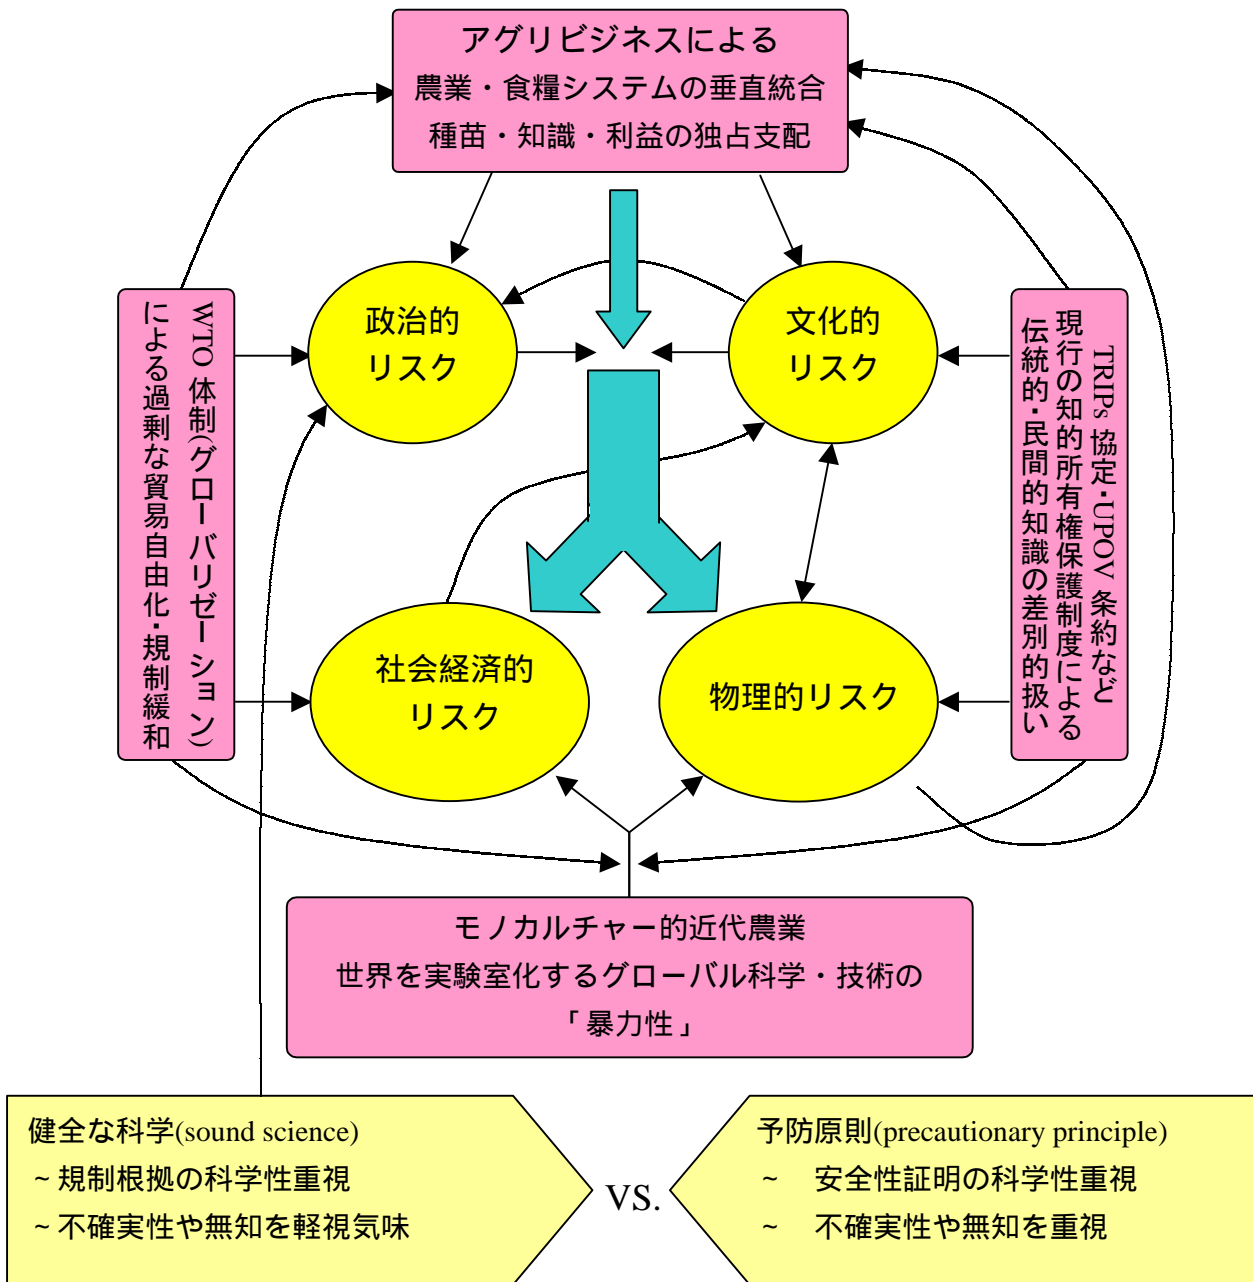 アグリビジネスによる
農業・食糧システムの垂直統合
種苗・知識・利益の独占支配
政治的
リスク
文化的
リスク
WTO 体制(グローバリゼーション)
による過剰な貿易自由化・規制緩和
TRIPs 協定・UPOV 条約など
現行の知的所有権保護制度による
伝統的・民間的知識の差別的扱い
社会経済的
リスク
物理的リスク
モノカルチャー的近代農業
世界を実験室化するグローバル科学・技術の
「暴力性」
健全な科学(sound science)
~規制根拠の科学性重視
~不確実性や無知を軽視気味
VS.
予防原則(precautionary principle)
~ 安全性証明の科学性重視
~ 不確実性や無知を重視